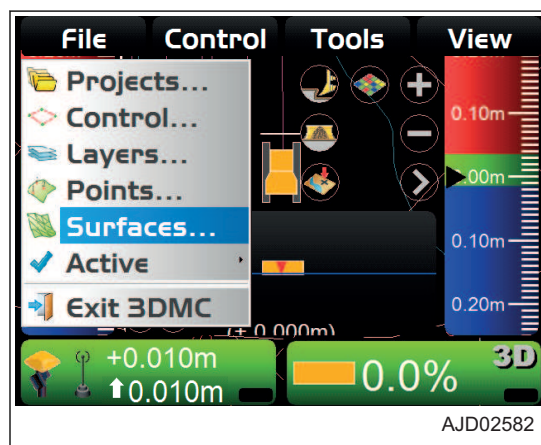 File Control Tools View
Projects...
Control...
Layers...
Points...
Surfaces...
Active
Exit 3DMC
0.10m
.00m
0.10m
0.20m
(± 0.000m)
+0.010m
0.010m
0.0%
3D
AJD02582